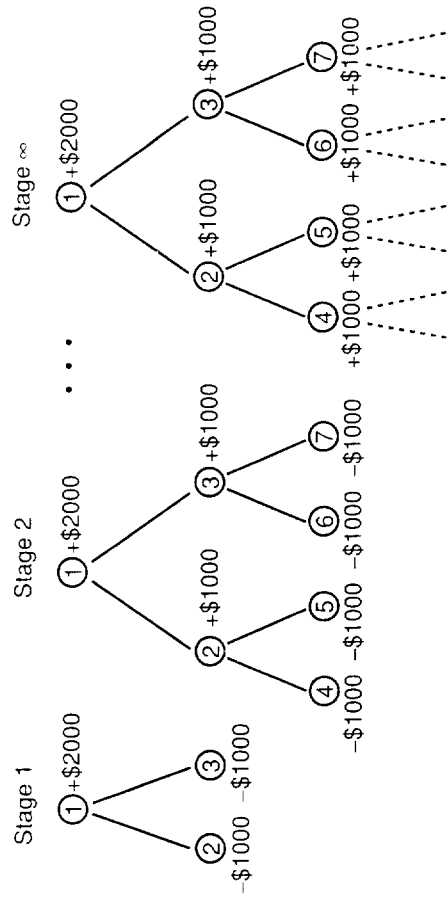 Stage 1
Stage 2
Stage ∞
1 +$2000
2 3
−$1000 −$1000
1 +$2000
2 +$1000 3 +$1000
4 5 6 7
−$1000 −$1000 −$1000 −$1000
. . .
1 +$2000
2 +$1000 3 +$1000
4 5 6 7
+$1000 +$1000 +$1000 +$1000